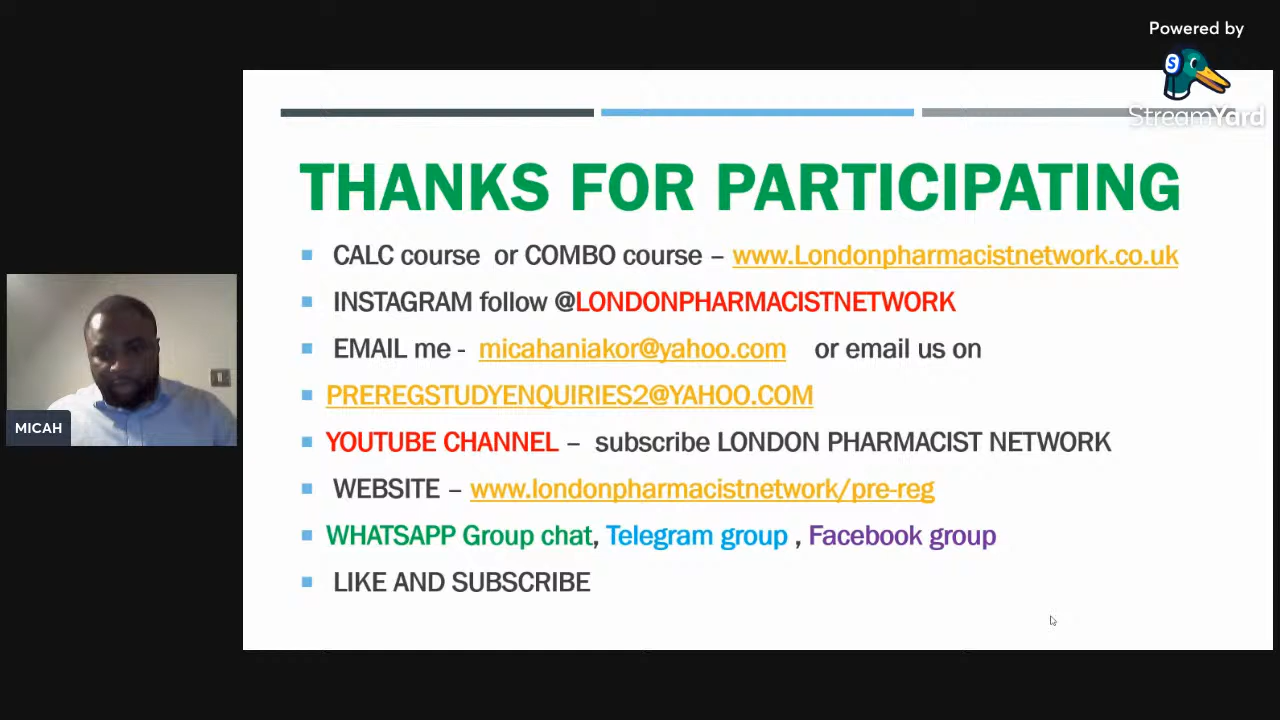 Powered by
StreamYard
THANKS FOR PARTICIPATING
CALC course or COMBO course – www.Londonpharmacistnetwork.co.uk
INSTAGRAM follow @LONDONPHARMACISTNETWORK
EMAIL me - micahaniakor@yahoo.com or email us on
PREREGSTUDYENQUIRIES2@YAHOO.COM
YOUTUBE CHANNEL – subscribe LONDON PHARMACIST NETWORK
WEBSITE – www.londonpharmacistnetwork/pre-reg
WHATSAPP Group chat, Telegram group , Facebook group
LIKE AND SUBSCRIBE
MICAH